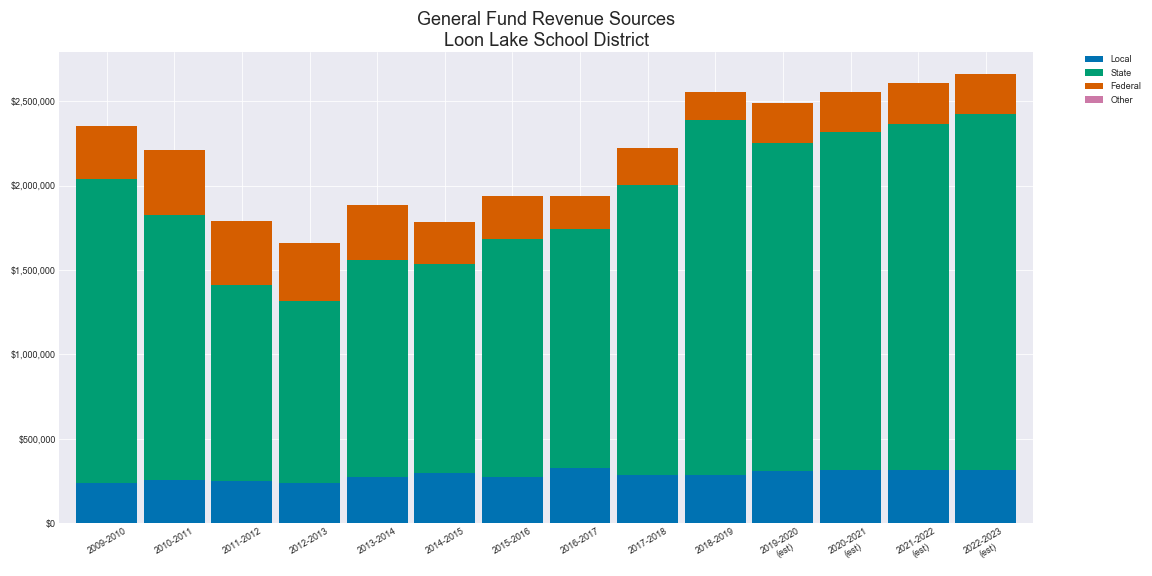 General Fund Revenue Sources
Loon Lake School District
Local
State
Federal
Other
$2,500,000
$2,000,000
$1,500,000
$1,000,000
$500,000
$0
2009-2010
2010-2011
2011-2012
2012-2013
2013-2014
2014-2015
2015-2016
2016-2017
2017-2018
2018-2019
2019-2020
(est)
2020-2021
(est)
2021-2022
(est)
2022-2023
(est)